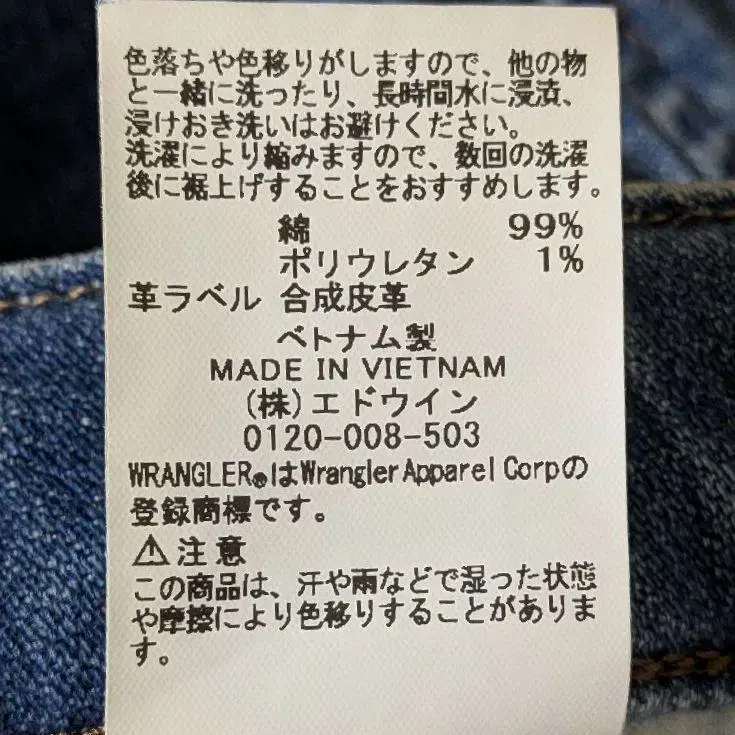 色落ちや色移りがしますので、他の物
と一緒に洗ったり、長時間水に浸漬、
浸けおき洗いはお避けください。
洗濯により縮みますので、数回の洗濯
後に裾上げすることをおすすめします。
綿 99%
ポリウレタン 1%
革ラベル 合成皮革
ベトナム製
MADE IN VIETNAM
(株)エドウイン
0120-008-503
WRANGLER®はWrangler Apparel Corpの
登録商標です。
⚠注意
この商品は、汗や雨などで湿った状態
や摩擦により色移りすることがありま
す。